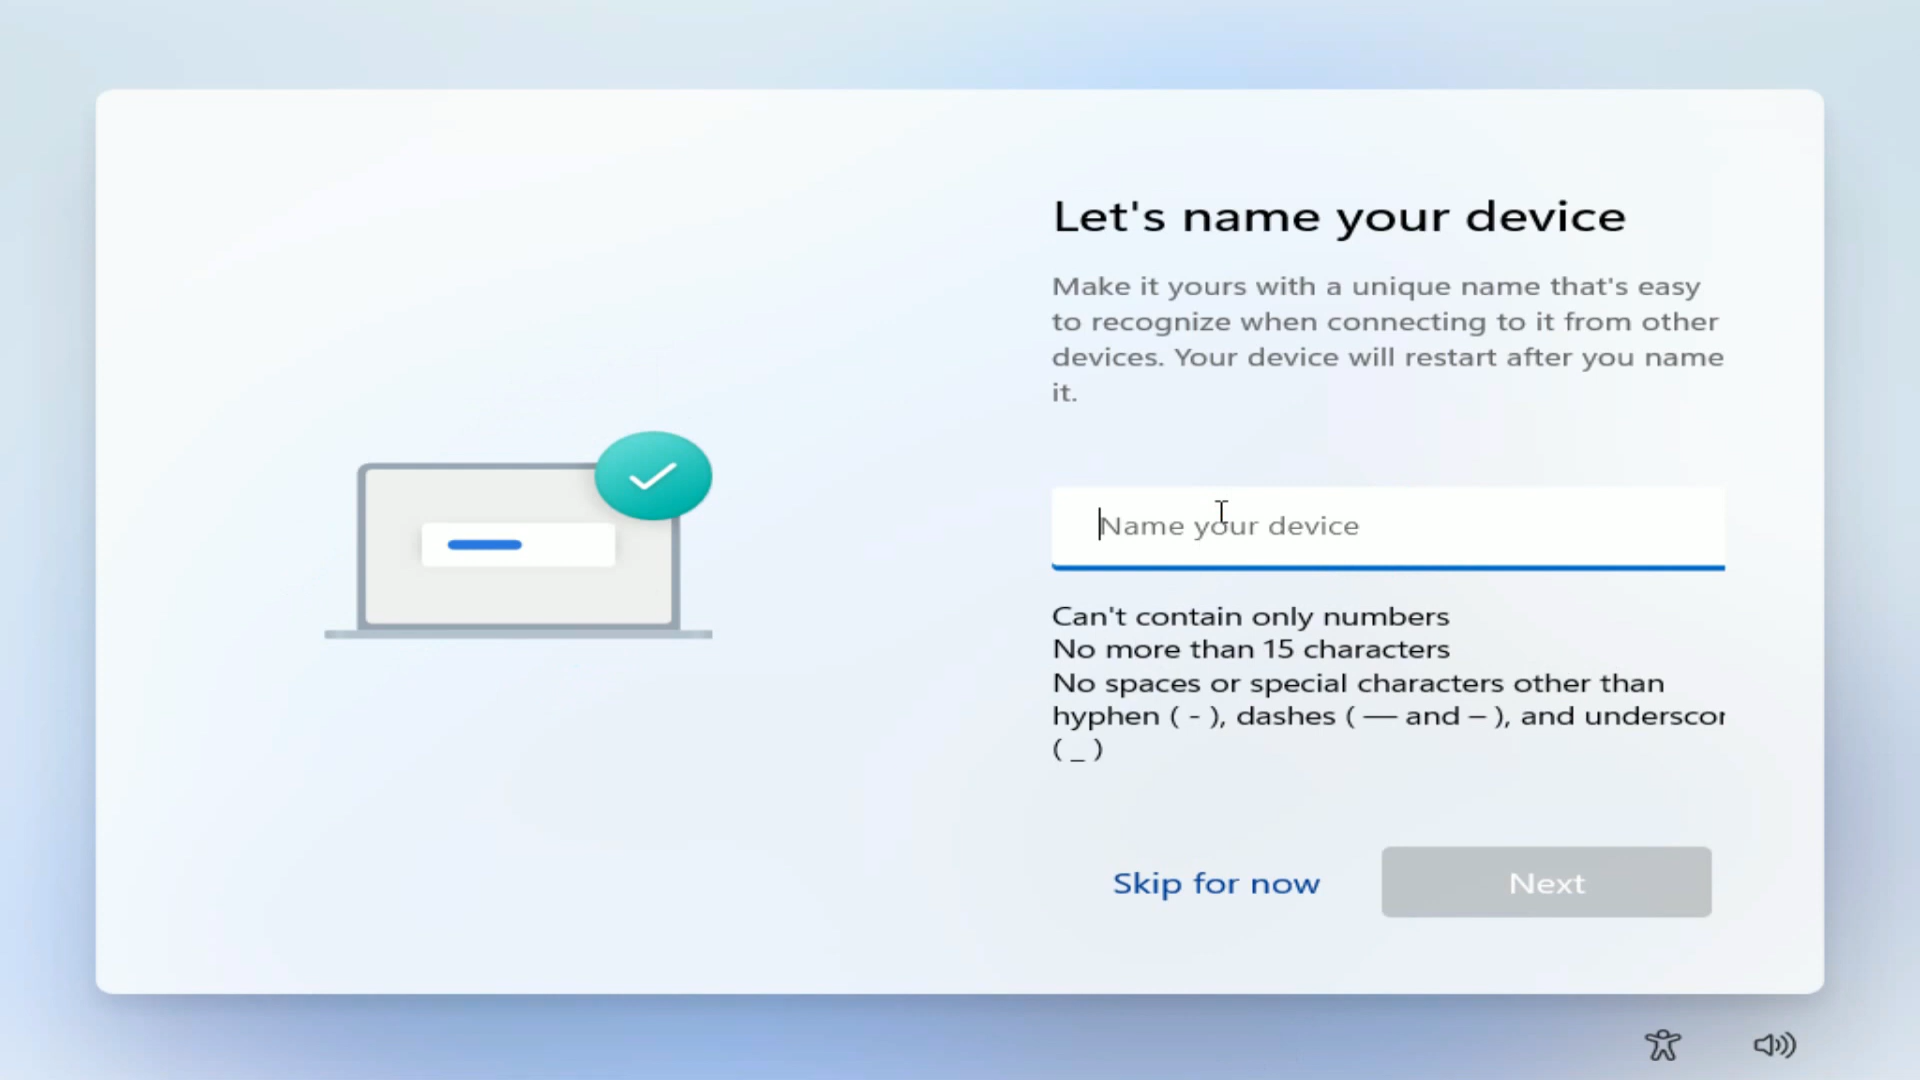 Let's name your device
Make it yours with a unique name that's easy
to recognize when connecting to it from other
devices. Your device will restart after you name
it.
Name your device
Can't contain only numbers
No more than 15 characters
No spaces or special characters other than
hyphen ( - ), dashes ( — and – ), and underscor
( _ )
Skip for now
Next